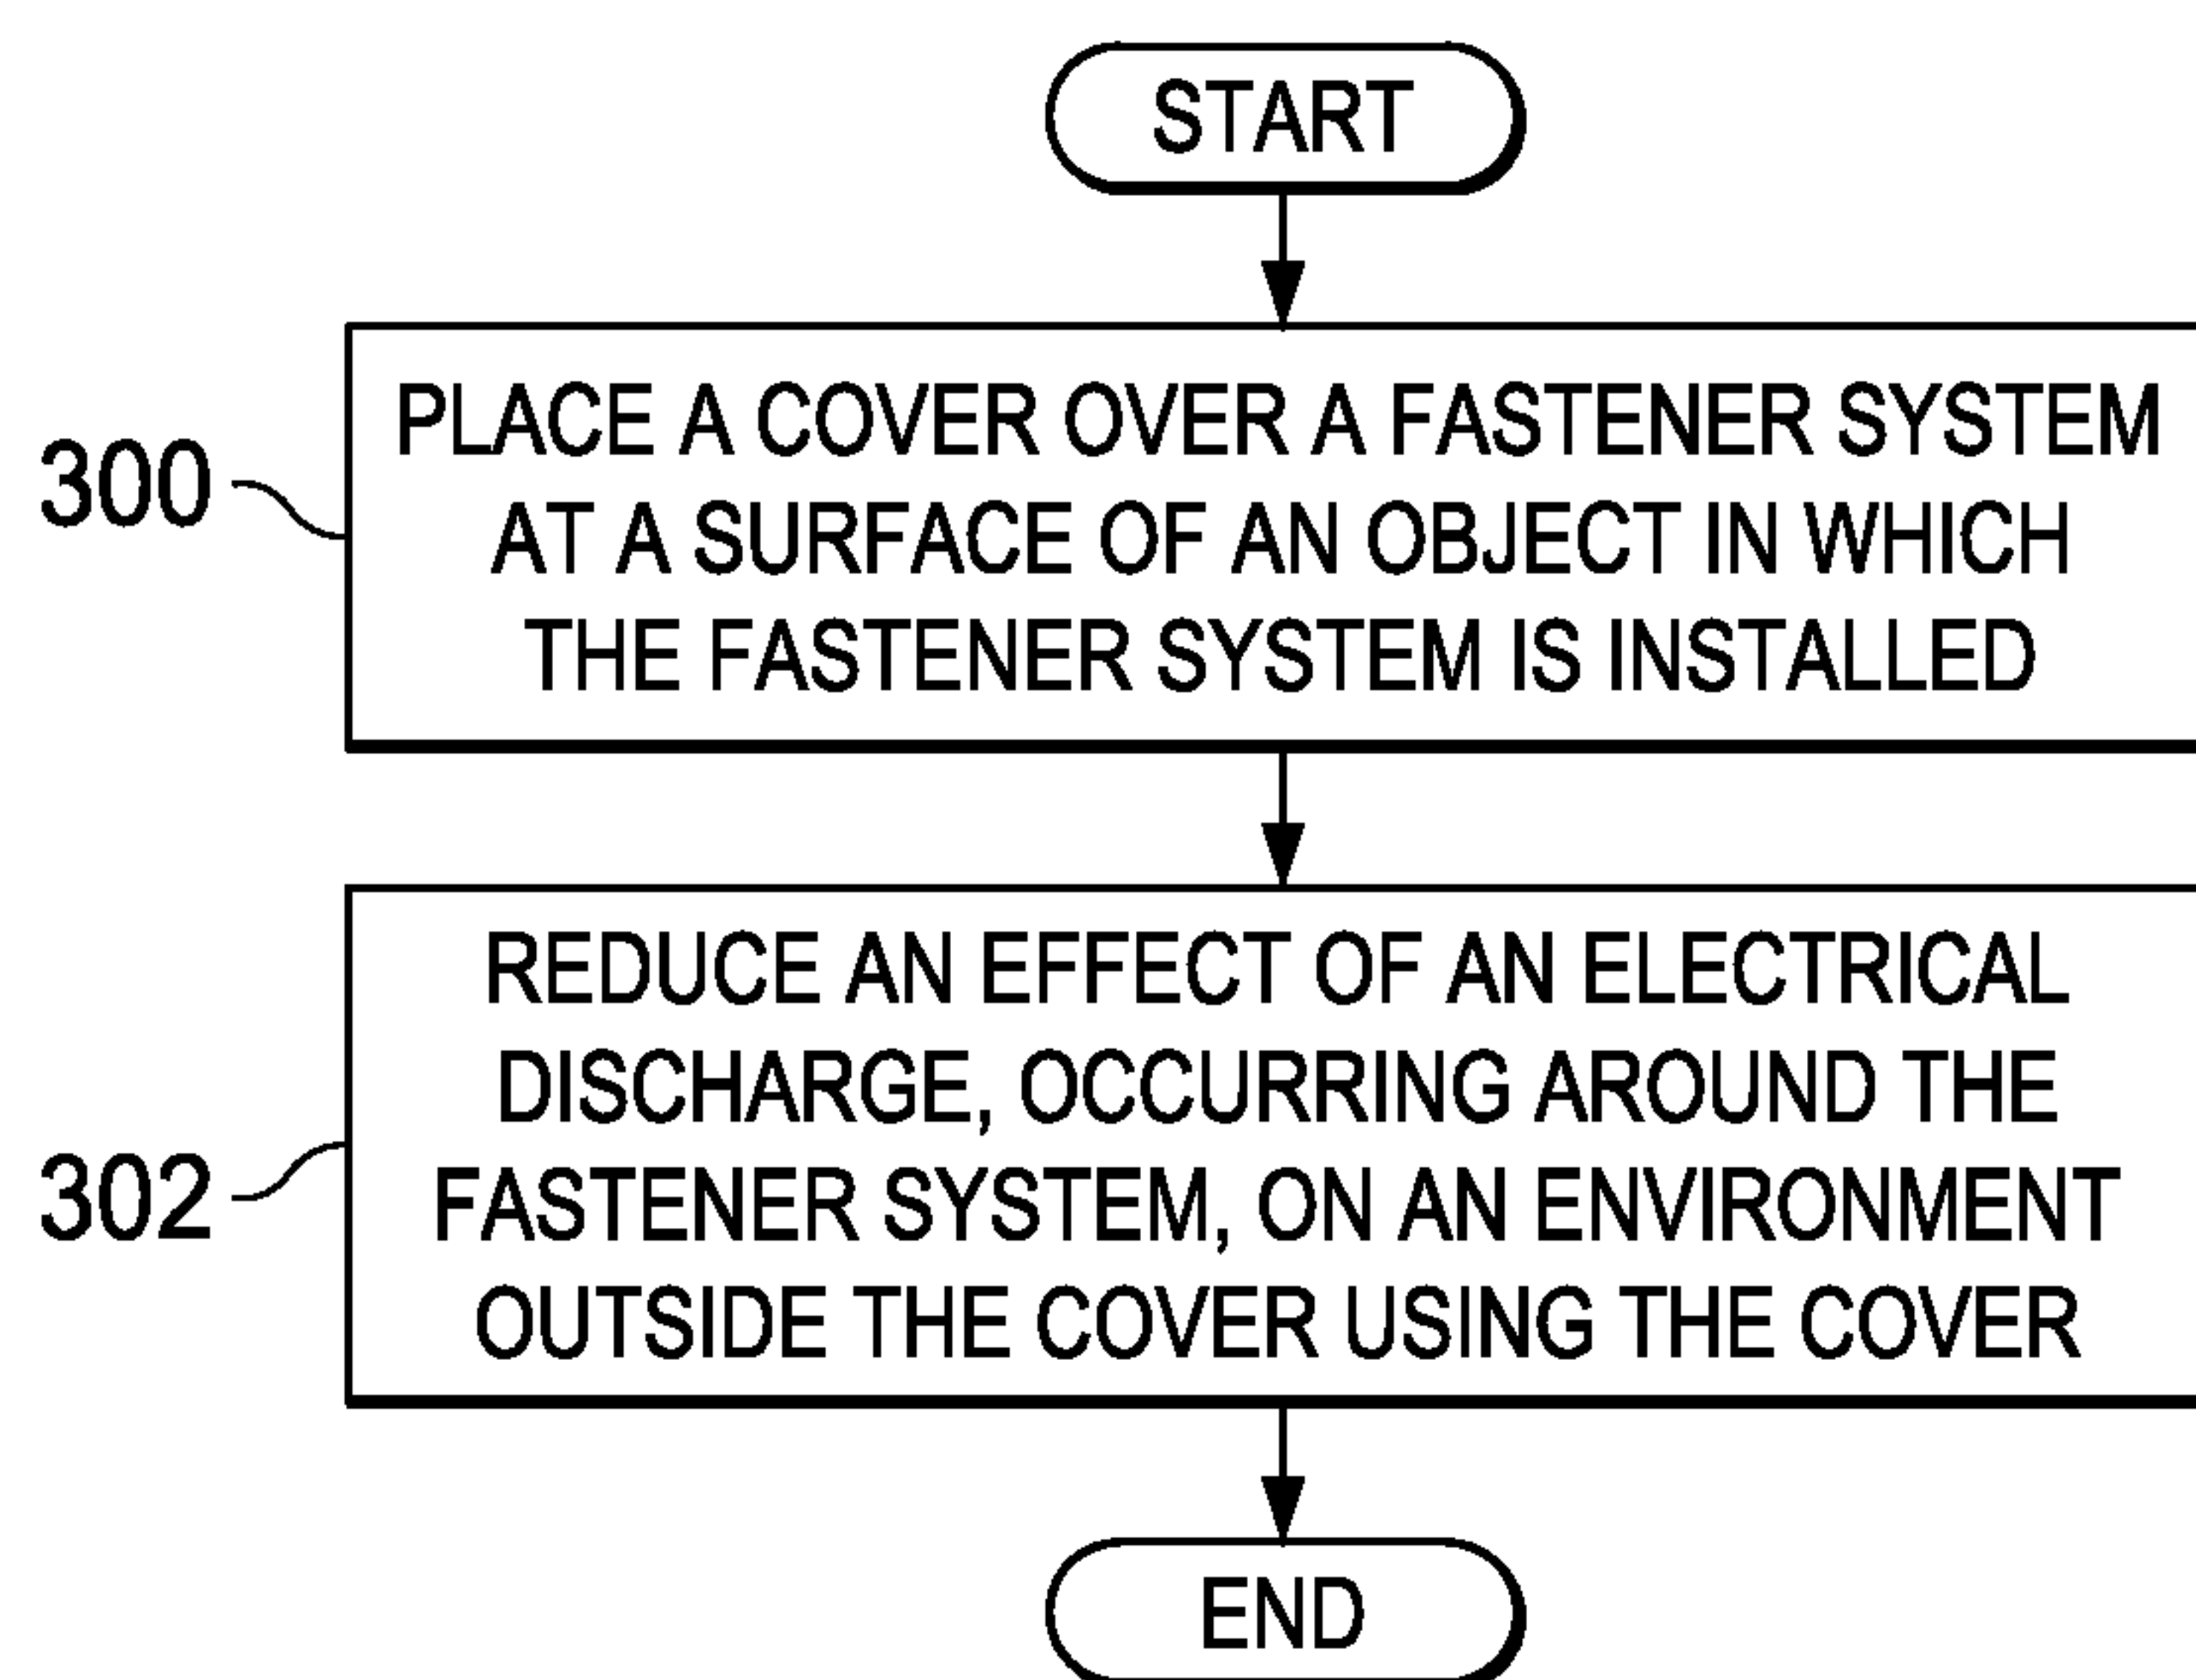 START
300
PLACE A COVER OVER A FASTENER SYSTEM
AT A SURFACE OF AN OBJECT IN WHICH
THE FASTENER SYSTEM IS INSTALLED
302
REDUCE AN EFFECT OF AN ELECTRICAL
DISCHARGE, OCCURRING AROUND THE
FASTENER SYSTEM, ON AN ENVIRONMENT
OUTSIDE THE COVER USING THE COVER
END